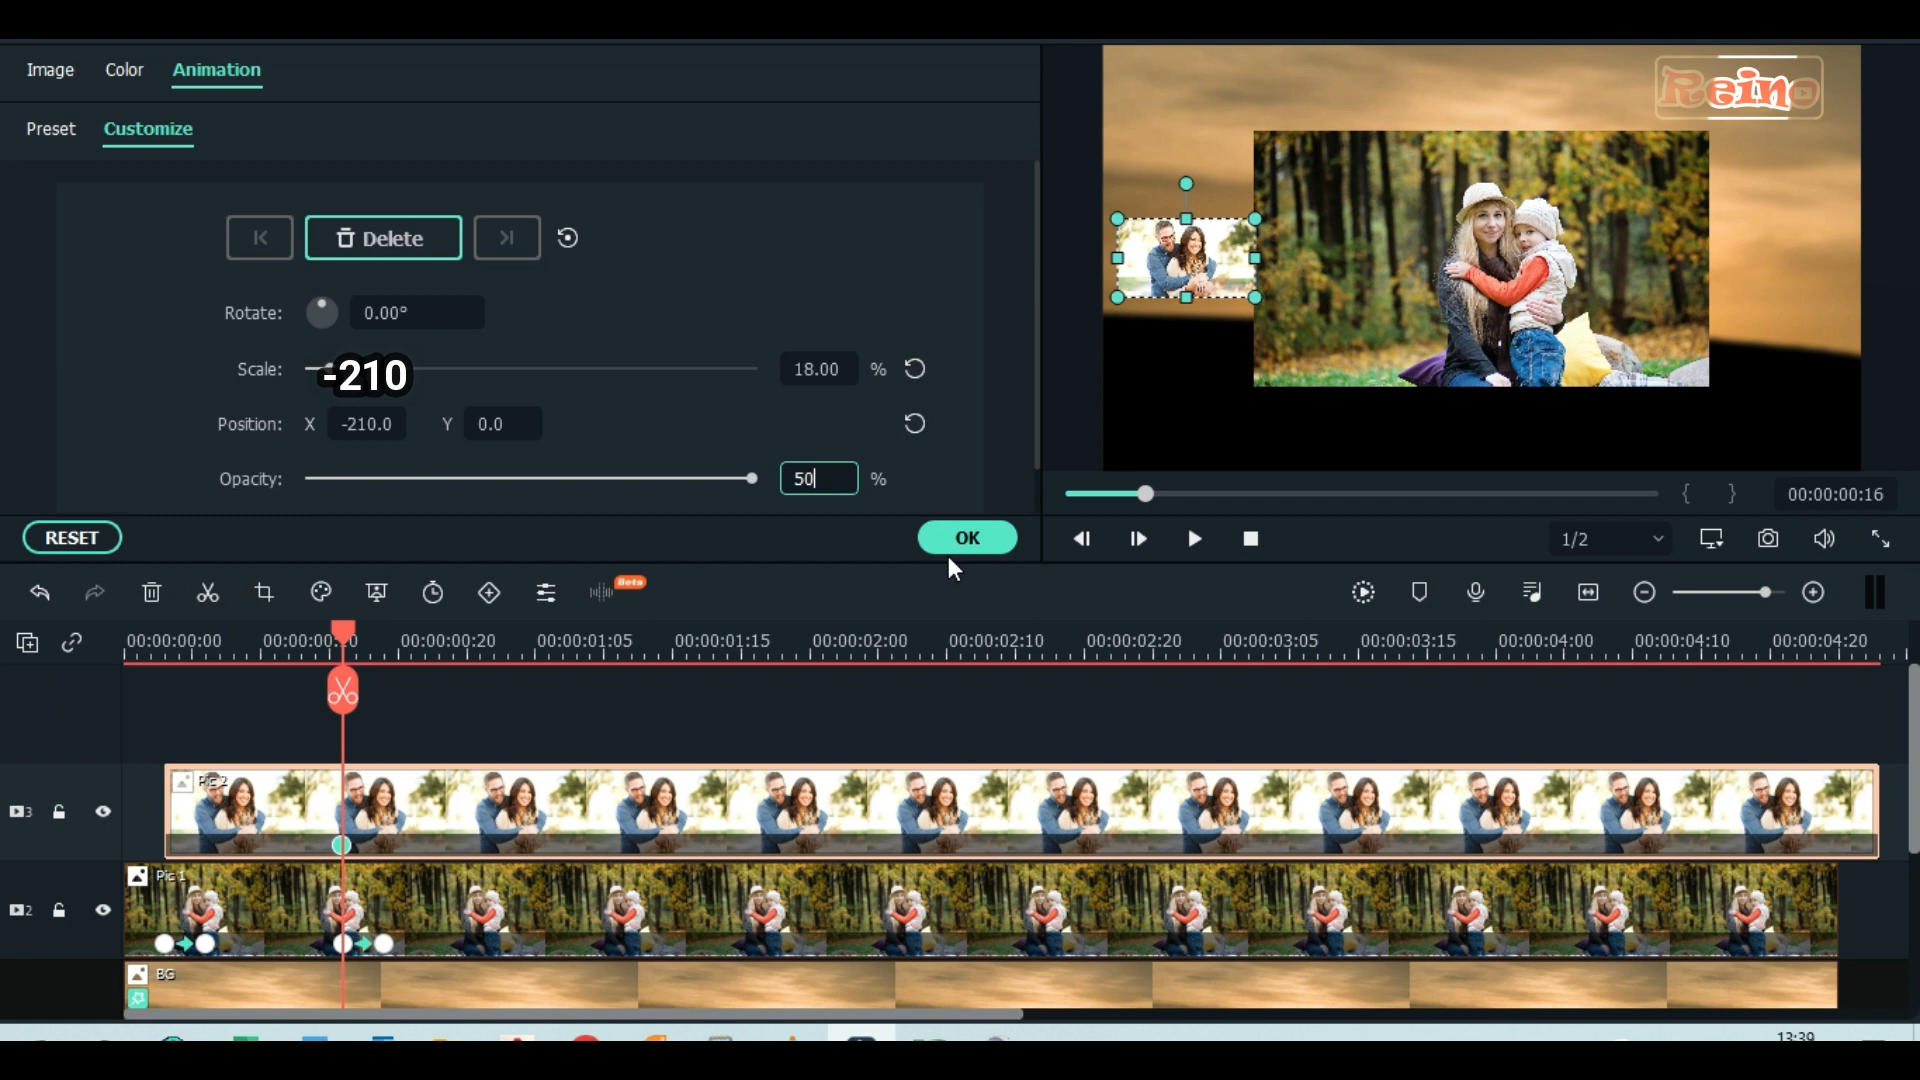 Image Color Animation
Reino
Preset Customize
Delete
Rotate: 0.00°
Scale: 18.00 %
-210
Position: X -210.0 Y 0.0
Opacity: 50 %
00:00:00:16
RESET OK
1/2
Beta
00:00:00:00 00:00:00:10 00:00:00:20 00:00:01:05 00:00:01:15 00:00:02:00 00:00:02:10 00:00:02:20 00:00:03:05 00:00:03:15 00:00:04:00 00:00:04:10 00:00:04:20
Pic 2
3
Pic 1
2
BG
13:39